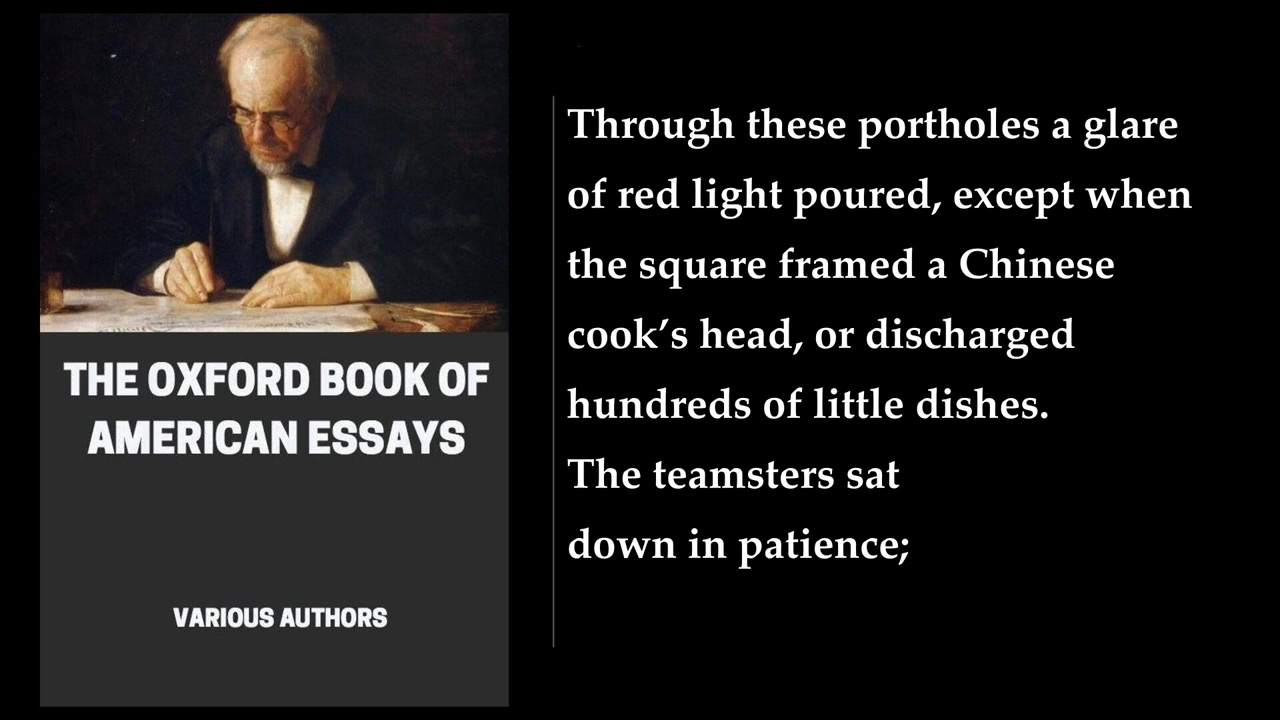 THE OXFORD BOOK OF
AMERICAN ESSAYS
VARIOUS AUTHORS
Through these portholes a glare
of red light poured, except when
the square framed a Chinese
cook’s head, or discharged
hundreds of little dishes.
The teamsters sat
down in patience;